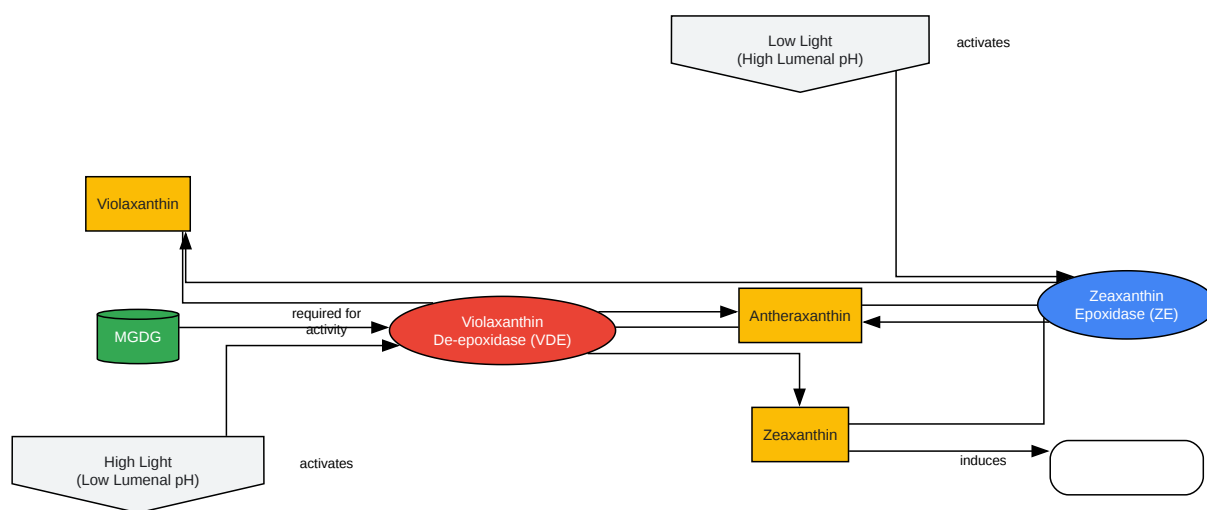 Low Light
(High Lumenal pH)
activates
Violaxanthin
MGDG
required for
activity
Violaxanthin
De-epoxidase (VDE)
Antheraxanthin
Zeaxanthin
Epoxidase (ZE)
Zeaxanthin
induces
High Light
(Low Lumenal pH)
activates